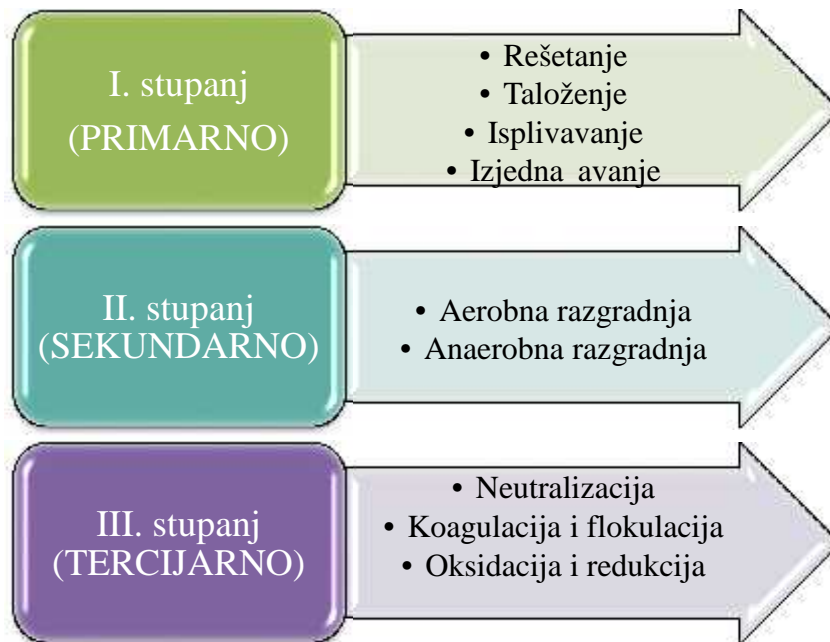 I. stupanj
(PRIMARNO)
• Rešetanje
• Taloženje
• Isplivavanje
• Izjedna avanje
II. stupanj
(SEKUNDARNO)
• Aerobna razgradnja
• Anaerobna razgradnja
III. stupanj
(TERCIJARNO)
• Neutralizacija
• Koagulacija i flokulacija
• Oksidacija i redukcija